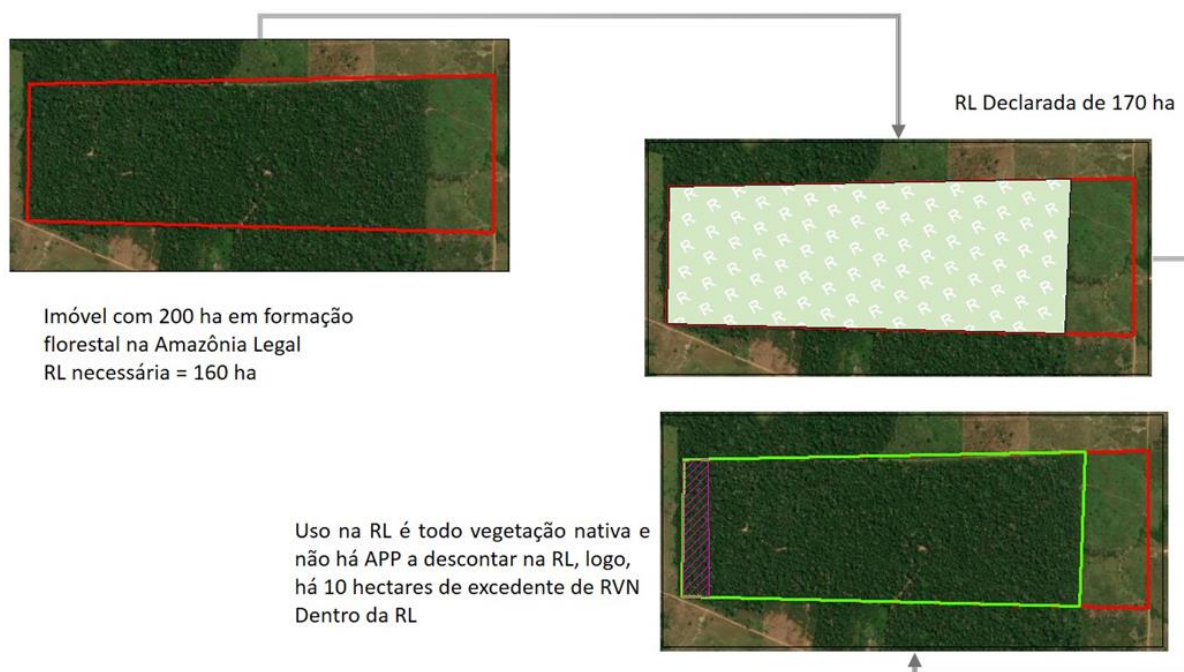 RL Declarada de 170 ha
Imóvel com 200 ha em formação
florestal na Amazônia Legal
RL necessária = 160 ha
Uso na RL é todo vegetação nativa e
não há APP a descontar na RL, logo,
há 10 hectares de excedente de RVN
Dentro da RL